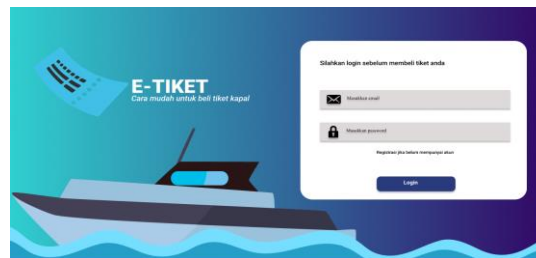 E-TIKET
Cara mudah untuk beli tiket kapal
Silahkan login sebelum membeli tiket anda
Masukkan email
Masukkan password
Registrasi jika belum mempunyai akun
Login